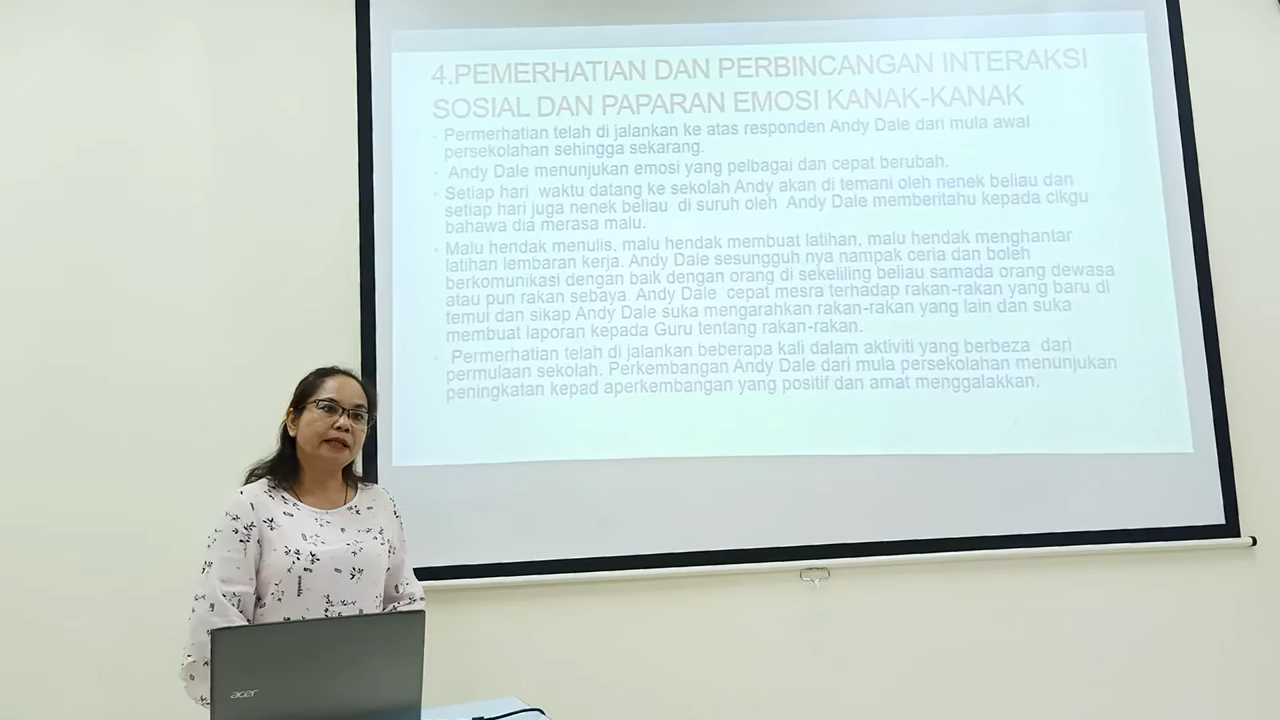 4.PEMERHATIAN DAN PERBINCANGAN INTERAKSI
SOSIAL DAN PAPARAN EMOSI KANAK-KANAK
Permerhatian telah di jalankan ke atas responden Andy Dale dari mula awal
persekolahan sehingga sekarang.
Andy Dale menunjukan emosi yang pelbagai dan cepat berubah.
Setiap hari waktu datang ke sekolah Andy akan di temani oleh nenek beliau dan
setiap hari juga nenek beliau di suruh oleh Andy Dale memberitahu kepada cikgu
bahawa dia merasa malu.
Malu hendak menulis, malu hendak membuat latihan, malu hendak menghantar
latihan lembaran kerja. Andy Dale sesungguh nya nampak ceria dan boleh
berkomunikasi dengan baik dengan orang di sekeliling beliau samada orang dewasa
atau pun rakan sebaya. Andy Dale cepat mesra terhadap rakan-rakan yang baru di
temui dan sikap Andy Dale suka mengarahkan rakan-rakan yang lain dan suka
membuat laporan kepada Guru tentang rakan-rakan.
Permerhatian telah di jalankan beberapa kali dalam aktiviti yang berbeza dari
permulaan sekolah. Perkembangan Andy Dale dari mula persekolahan menunjukan
peningkatan kepad aperkembangan yang positif dan amat menggalakkan.
acer